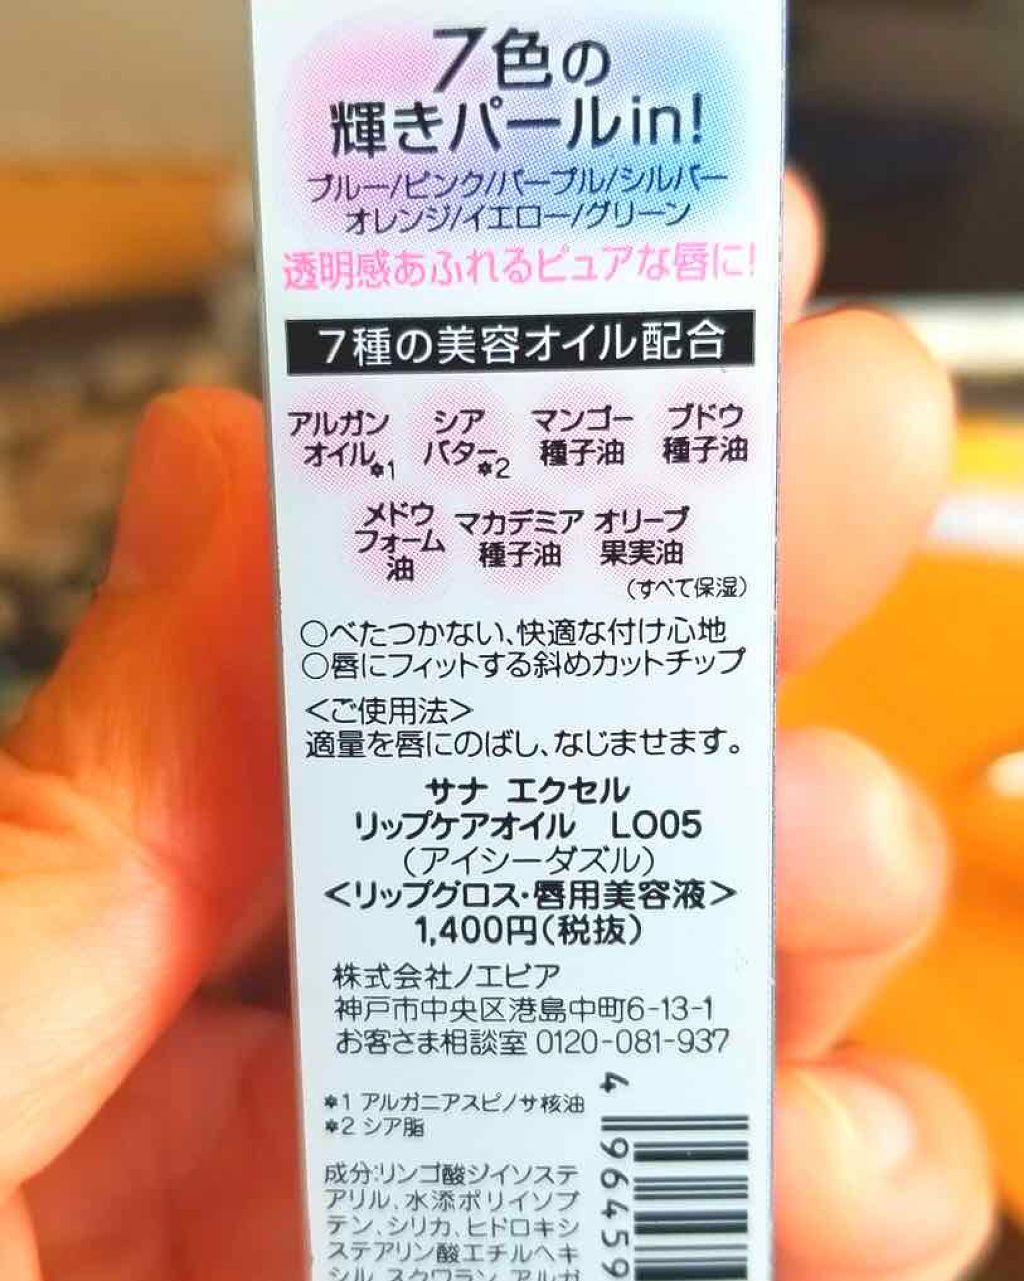 7色の
輝きパールin!
ブルー/ピンク/パープル/シルバー
オレンジ/イエロー/グリーン
透明感あふれるピュアな唇に!
7種の美容オイル配合
アルガンオイル*1 シアバター*2 マンゴー種子油 ブドウ種子油
メドウフォーム油 マカデミア種子油 オリーブ果実油
(すべて保湿)
○べたつかない、快適な付け心地
○唇にフィットする斜めカットチップ
<ご使用法>
適量を唇にのばし、なじませます。
サナ エクセル
リップケアオイル LO05
(アイシーダズル)
<リップグロス・唇用美容液>
1,400円(税抜)
株式会社ノエビア
神戸市中央区港島中町6-13-1
お客さま相談室 0120-081-937
*1 アルガニアスピノサ核油
*2 シア脂
成分:リンゴ酸ジイソステ
アリル、水添ポリイソブ
テン、シリカ、ヒドロキシ
ステアリン酸エチルヘキ
シル、スクワラン、アルガ
4 96459